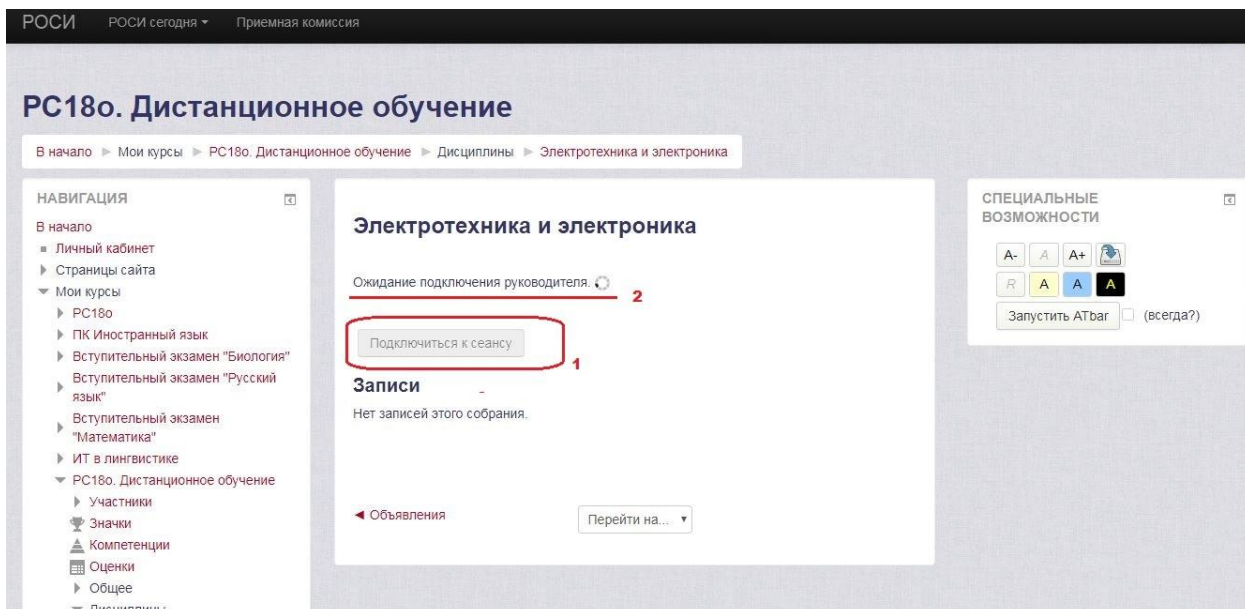 РОСИ РОСИ сегодня Приемная комиссия
РС18о. Дистанционное обучение
В начало Мои курсы РС18о. Дистанционное обучение Дисциплины Электротехника и электроника
НАВИГАЦИЯ
В начало
Личный кабинет
Страницы сайта
Мои курсы
РС18о
ПК Иностранный язык
Вступительный экзамен "Биология"
Вступительный экзамен "Русский
язык"
Вступительный экзамен
"Математика"
ИТ в лингвистике
РС18о. Дистанционное обучение
Участники
Значки
Компетенции
Оценки
Общее
Дисциплины
Электротехника и электроника
Ожидание подключения руководителя.
2
Подключиться к сеансу
1
Записи
Нет записей этого собрания.
◄ Объявления
Перейти на...
СПЕЦИАЛЬНЫЕ
ВОЗМОЖНОСТИ
A- A A+
R A A A
Запустить ATbar (всегда?)